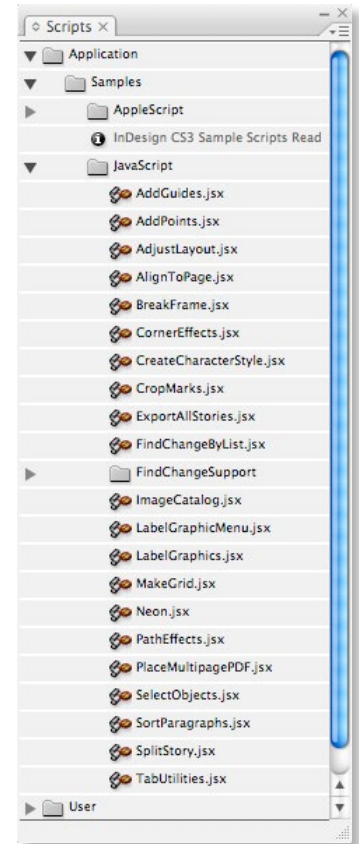 Scripts
Application
Samples
AppleScript
InDesign CS3 Sample Scripts Read
JavaScript
AddGuides.jsx
AddPoints.jsx
AdjustLayout.jsx
AlignToPage.jsx
BreakFrame.jsx
CornerEffects.jsx
CreateCharacterStyle.jsx
CropMarks.jsx
ExportAllStories.jsx
FindChangeByList.jsx
FindChangeSupport
ImageCatalog.jsx
LabelGraphicMenu.jsx
LabelGraphics.jsx
MakeGrid.jsx
Neon.jsx
PathEffects.jsx
PlaceMultipagePDF.jsx
SelectObjects.jsx
SortParagraphs.jsx
SplitStory.jsx
TabUtilities.jsx
User